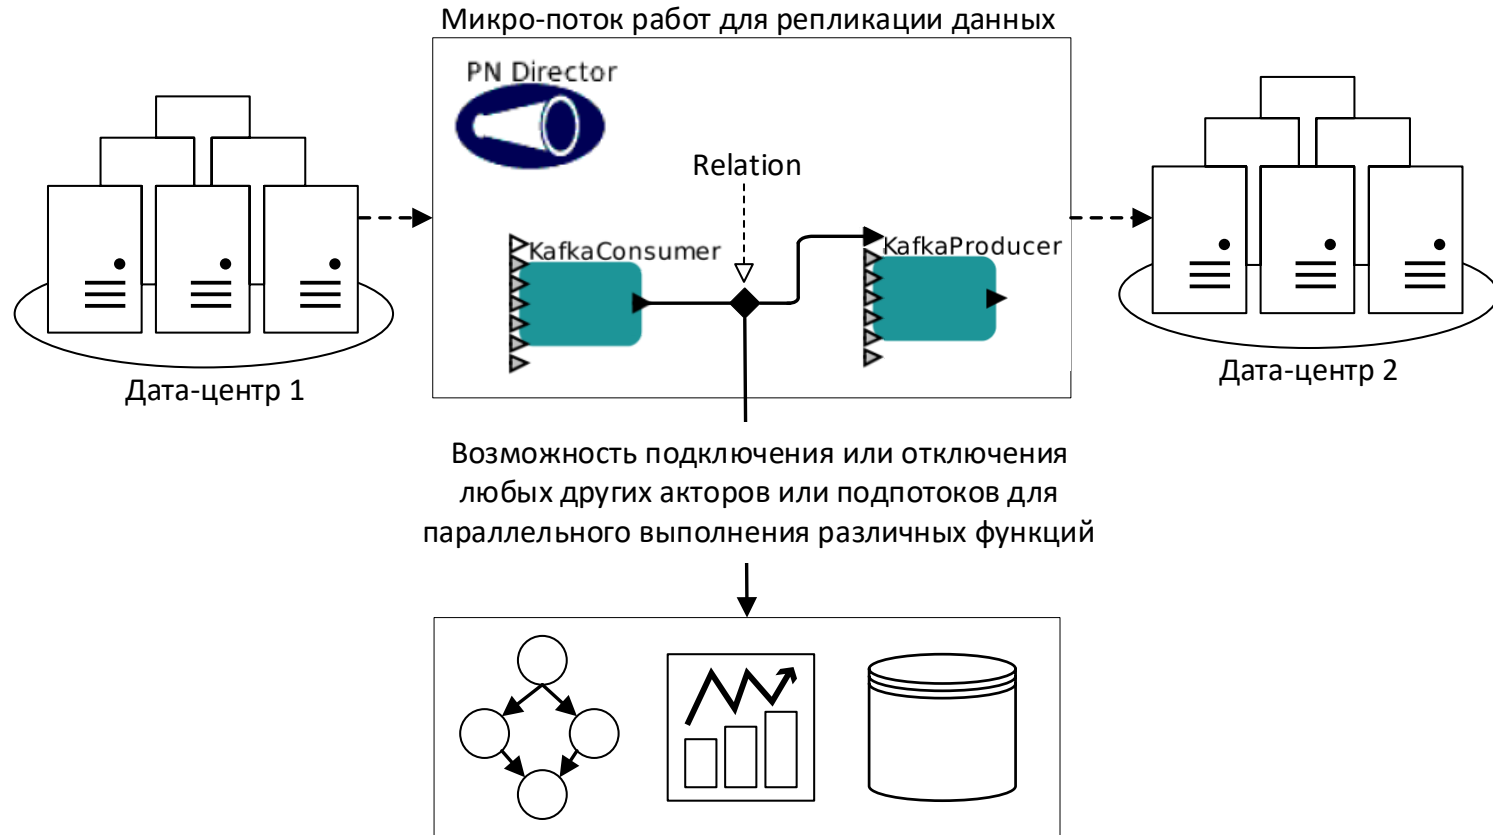 Микро-поток работ для репликации данных
PN Director
Relation
KafkaConsumer
KafkaProducer
Дата-центр 1
Дата-центр 2
Возможность подключения или отключения
любых других акторов или подпотоков для
параллельного выполнения различных функций